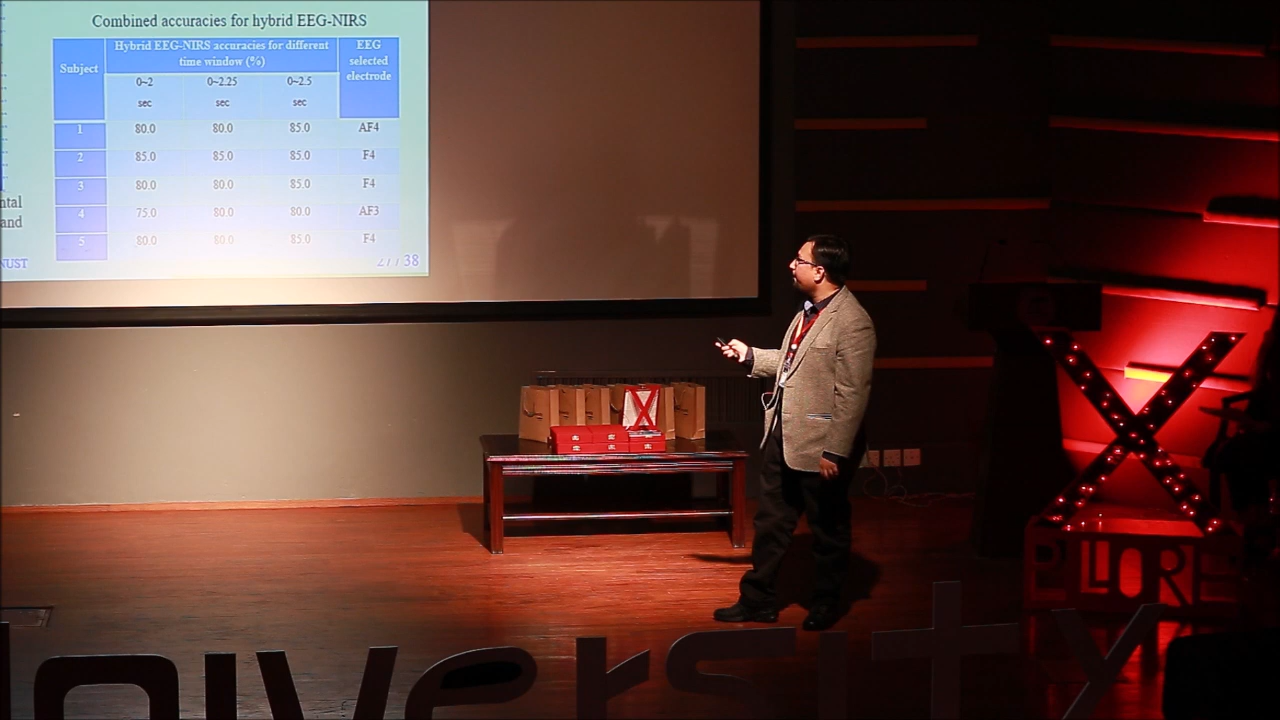 Combined accuracies for hybrid EEG-NIRS
Subject
Hybrid EEG-NIRS accuracies for different
time window (%)
EEG
selected
electrode
0~2
sec
0~2.25
sec
0~2.5
sec
1 80.0 80.0 85.0 AF4
2 85.0 85.0 85.0 F4
3 80.0 80.0 85.0 F4
4 75.0 80.0 80.0 AF3
5 80.0 80.0 85.0 F4
ntal
and
NUST
27 / 38
X
X
PLORE
niversity